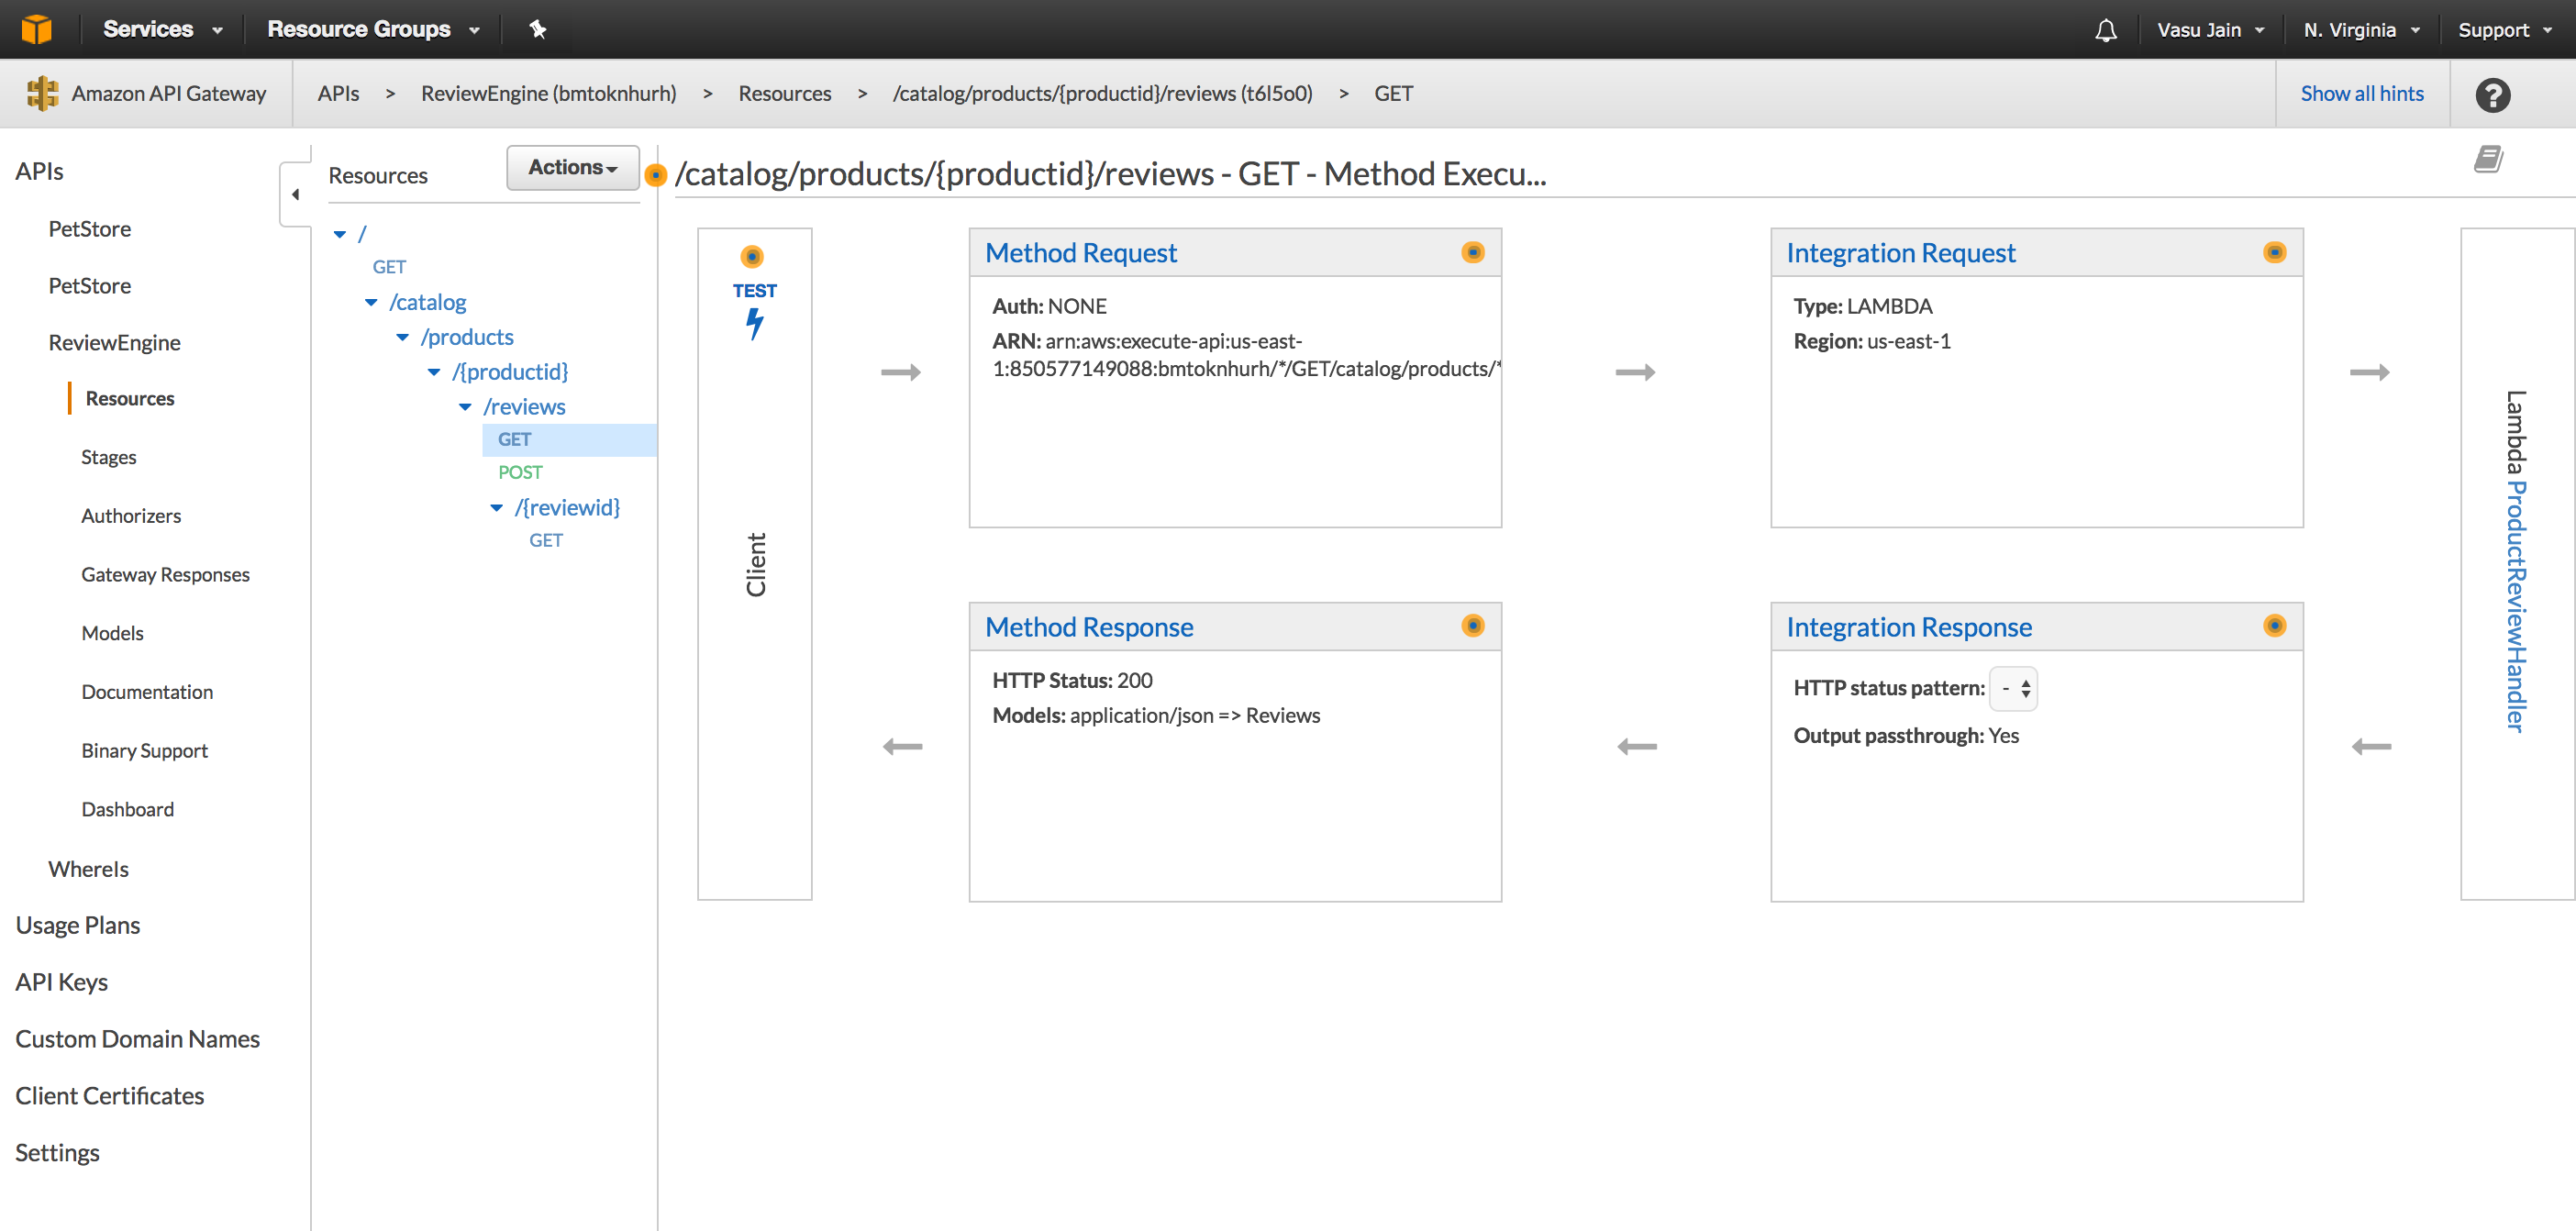 Services
Resource Groups
Vasu Jain
N. Virginia
Support
Amazon API Gateway
APIs > ReviewEngine (bmtoknhurh) > Resources > /catalog/products/{productid}/reviews (t6l5o0) > GET
Show all hints
?
APIs
PetStore
PetStore
ReviewEngine
Resources
Stages
Authorizers
Gateway Responses
Models
Documentation
Binary Support
Dashboard
WhereIs
Usage Plans
API Keys
Custom Domain Names
Client Certificates
Settings
Resources
Actions
/
GET
/catalog
/products
/{productid}
/reviews
GET
POST
/{reviewid}
GET
/catalog/products/{productid}/reviews - GET - Method Execu...
TEST
Client
Method Request
Auth: NONE
ARN: arn:aws:execute-api:us-east-
1:850577149088:bmtoknhurh/*/GET/catalog/products/*
Integration Request
Type: LAMBDA
Region: us-east-1
Method Response
HTTP Status: 200
Models: application/json => Reviews
Integration Response
HTTP status pattern: -
Output passthrough: Yes
Lambda ProductReviewHandler